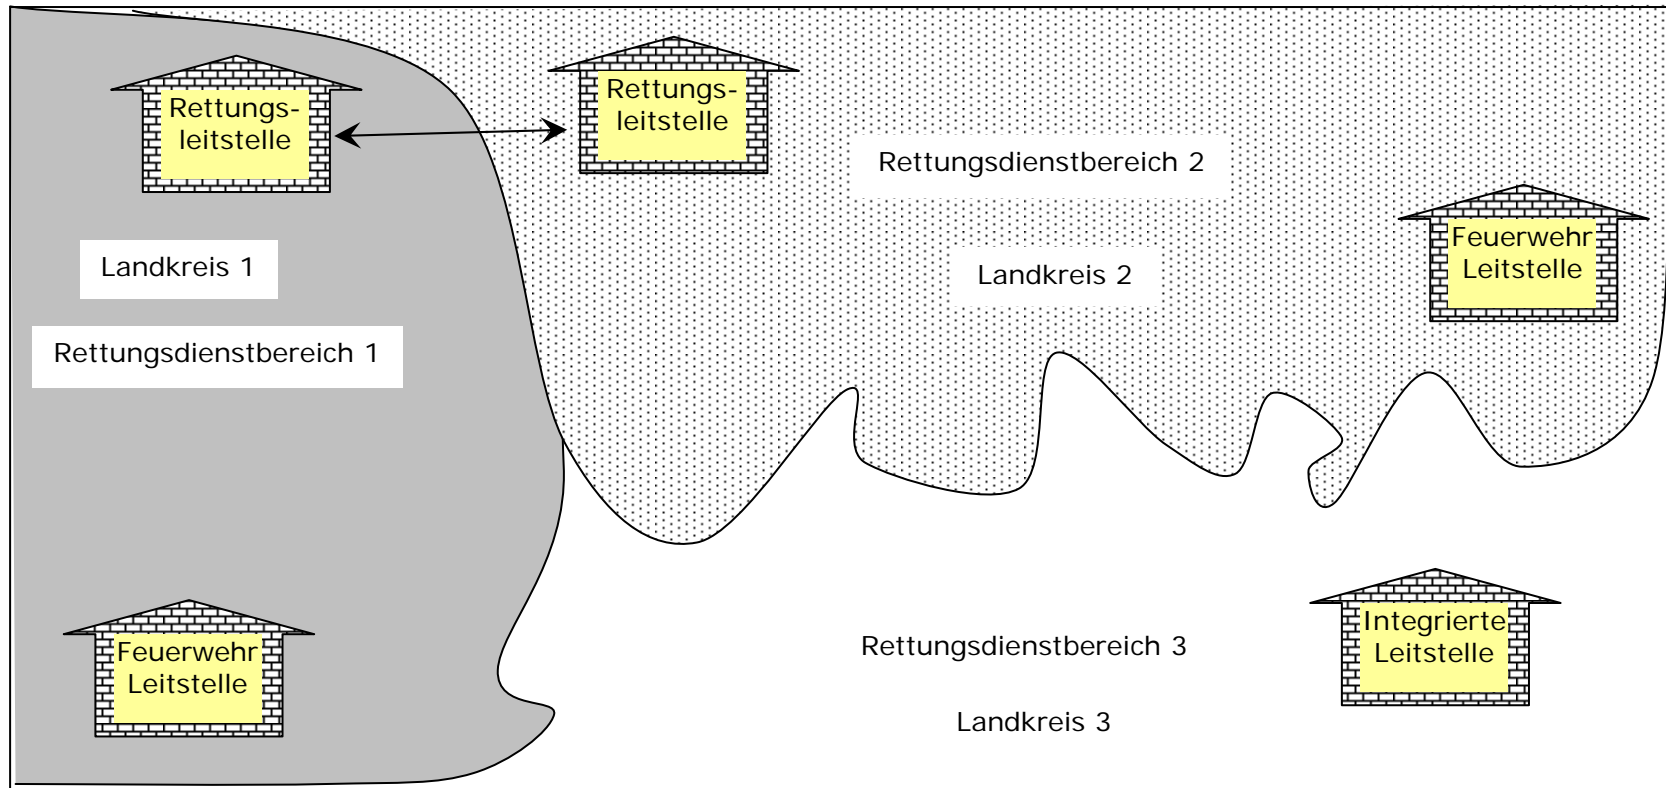 Rettungs-
leitstelle
Rettungs-
leitstelle
Rettungsdienstbereich 2
Feuerwehr
Leitstelle
Landkreis 1
Landkreis 2
Rettungsdienstbereich 1
Feuerwehr
Leitstelle
Rettungsdienstbereich 3
Integrierte
Leitstelle
Landkreis 3